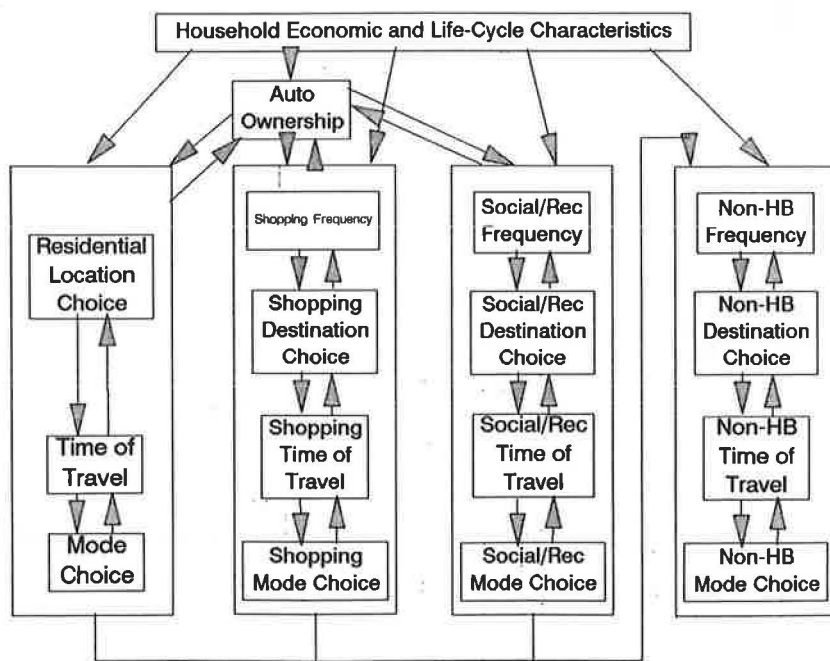 Household Economic and Life-Cycle Characteristics
Auto
Ownership
Residential
Location
Choice
Time of
Travel
Mode
Choice
Shopping Frequency
Shopping
Destination
Choice
Shopping
Time of
Travel
Shopping
Mode Choice
Social/Rec
Frequency
Social/Rec
Destination
Choice
Social/Rec
Time of
Travel
Social/Rec
Mode Choice
Non-HB
Frequency
Non-HB
Destination
Choice
Non-HB
Time of
Travel
Non-HB
Mode Choice